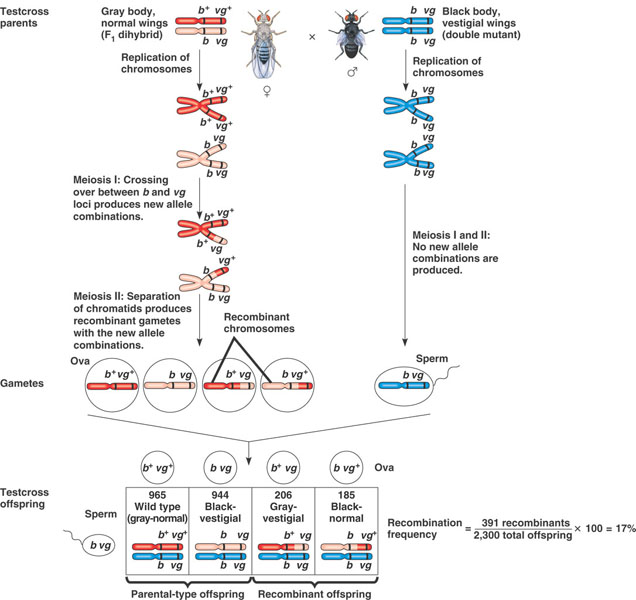 Testcross
parents
Gray body,
normal wings
(F1 dihybrid)
b+ vg+
b vg
♀
×
♂
b vg
b vg
Black body,
vestigial wings
(double mutant)
Replication of
chromosomes
Replication of
chromosomes
b+ vg+
b+ vg+
vg
b
b vg
b vg
b vg
vg
b
b vg
Meiosis I: Crossing
over between b and vg
loci produces new allele
combinations.
b+ vg+
b+ vg
vg+
b
b vg
Meiosis I and II:
No new allele
combinations are
produced.
Meiosis II: Separation
of chromatids produces
recombinant gametes
with the new allele
combinations.
Recombinant
chromosomes
Gametes
Ova
b+ vg+
b vg
b+ vg
b vg+
Sperm
b vg
b+ vg+
b vg
b+ vg
b vg+
Ova
Testcross
offspring
Sperm
b vg
965
Wild type
(gray-normal)
b+ vg+
b vg
944
Black-
vestigial
b vg
b vg
206
Gray-
vestigial
b+ vg
b vg
185
Black-
normal
b vg+
b vg
Parental-type offspring
Recombinant offspring
Recombination
frequency
= 391 recombinants
2,300 total offspring
× 100 = 17%